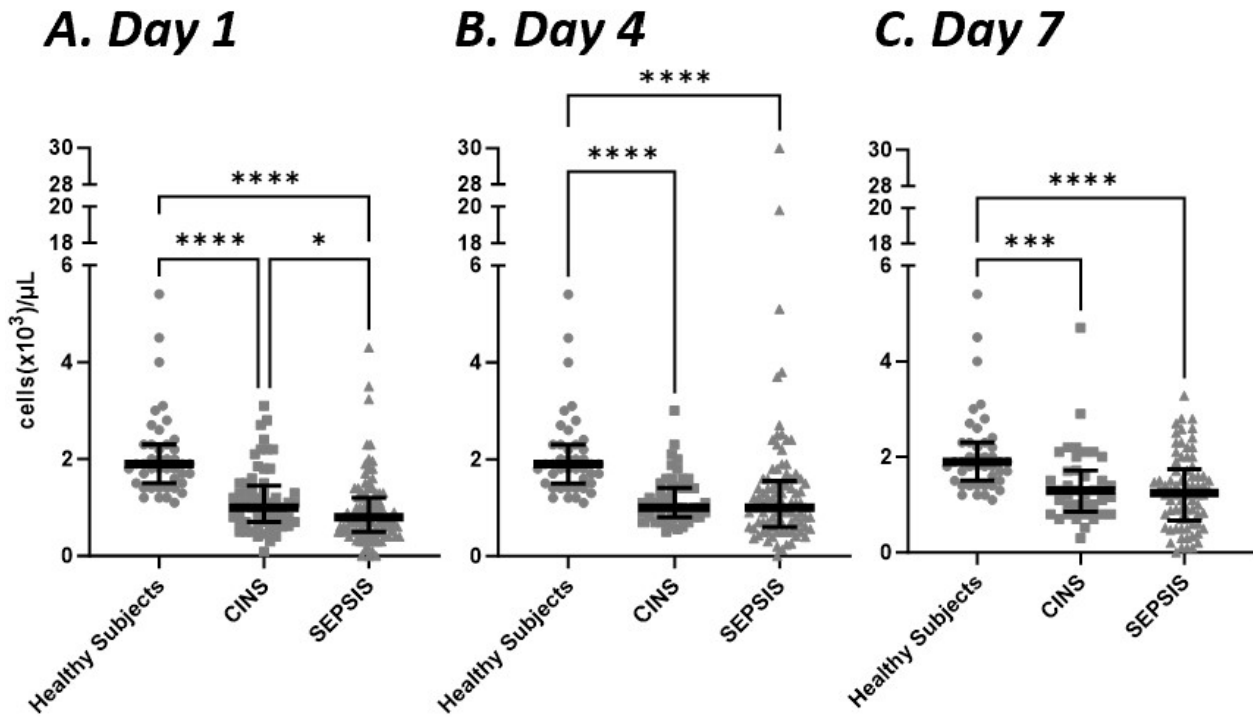 A. Day 1
B. Day 4
C. Day 7
cells(x10³)/µL
30
28
20
18
6
4
2
0
****
****
*
Healthy Subjects
CINS
SEPSIS
30
28
20
18
6
4
2
0
****
****
Healthy Subjects
CINS
SEPSIS
30
28
20
18
6
4
2
0
****
***
Healthy Subjects
CINS
SEPSIS